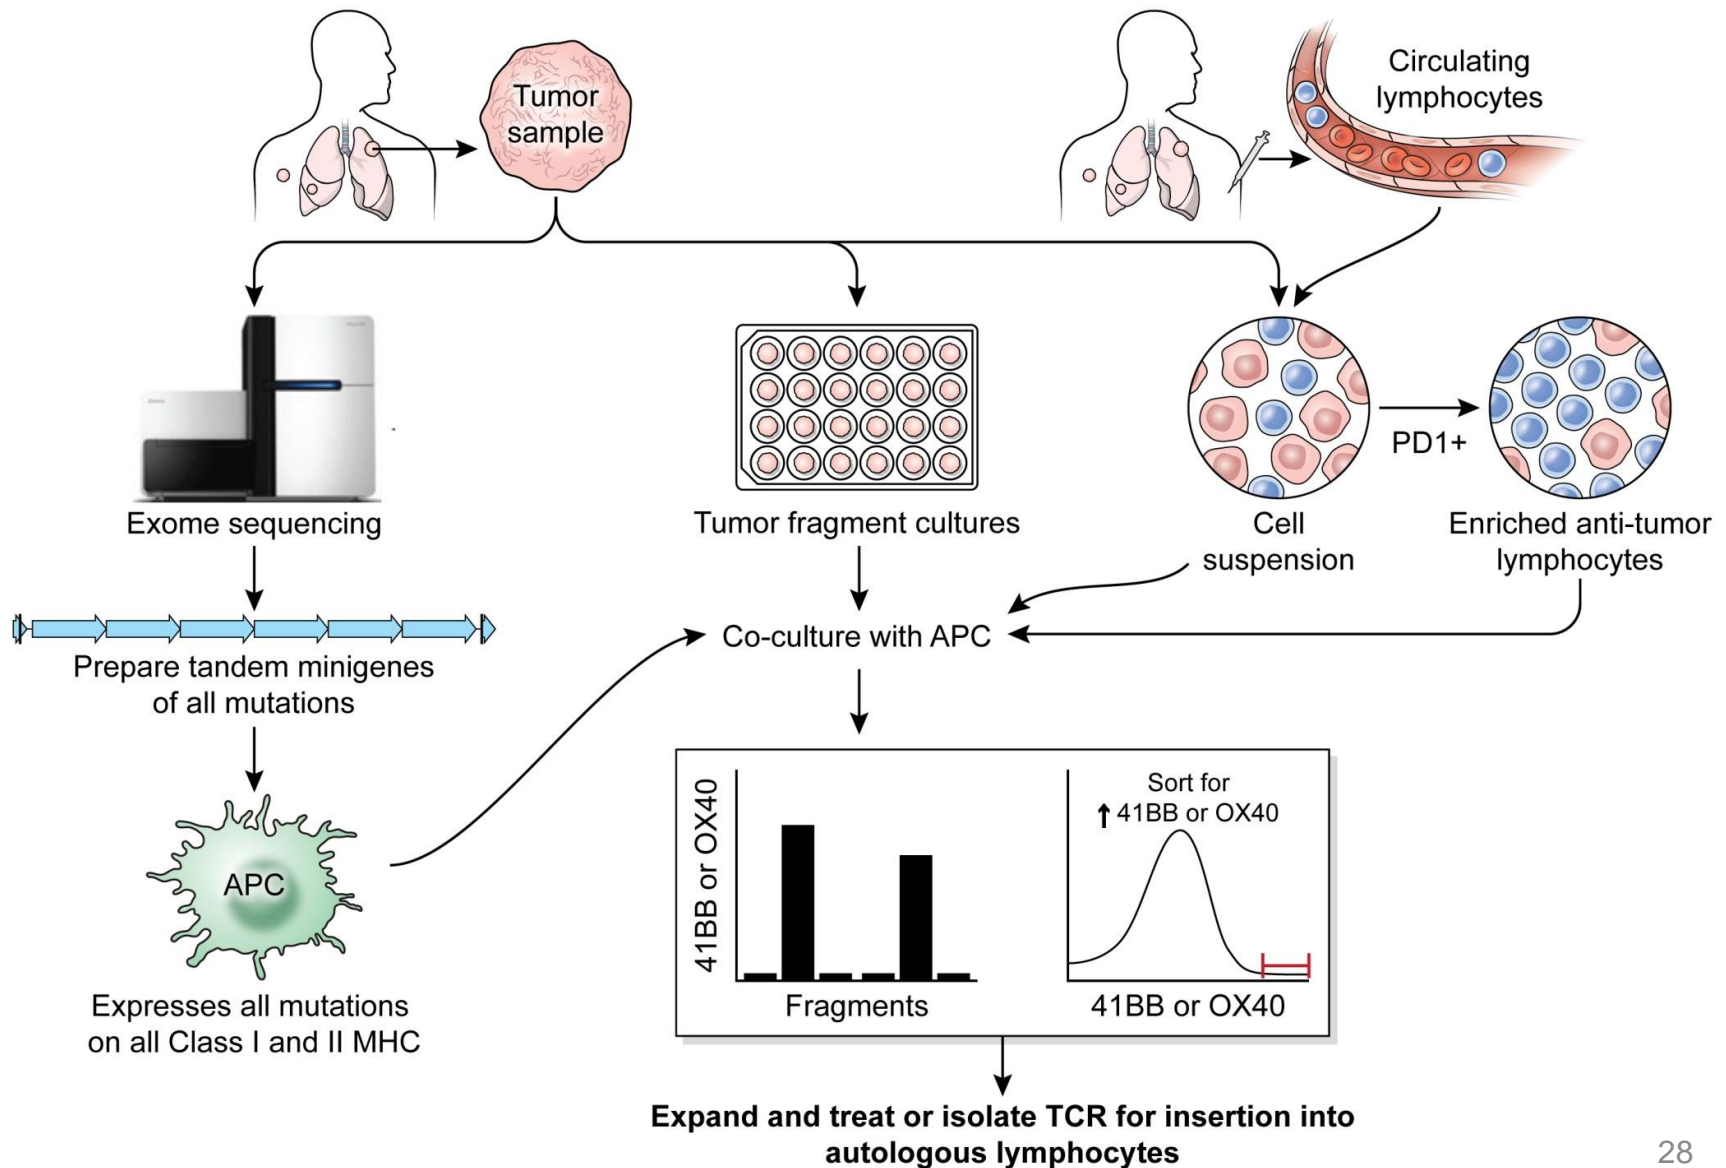 Tumor
sample
Circulating
lymphocytes
PD1+
Exome sequencing
Tumor fragment cultures
Cell
suspension
Enriched anti-tumor
lymphocytes
Prepare tandem minigenes
of all mutations
Co-culture with APC
APC
Expresses all mutations
on all Class I and II MHC
41BB or OX40
Fragments
Sort for
↑ 41BB or OX40
41BB or OX40
Expand and treat or isolate TCR for insertion into
autologous lymphocytes
28